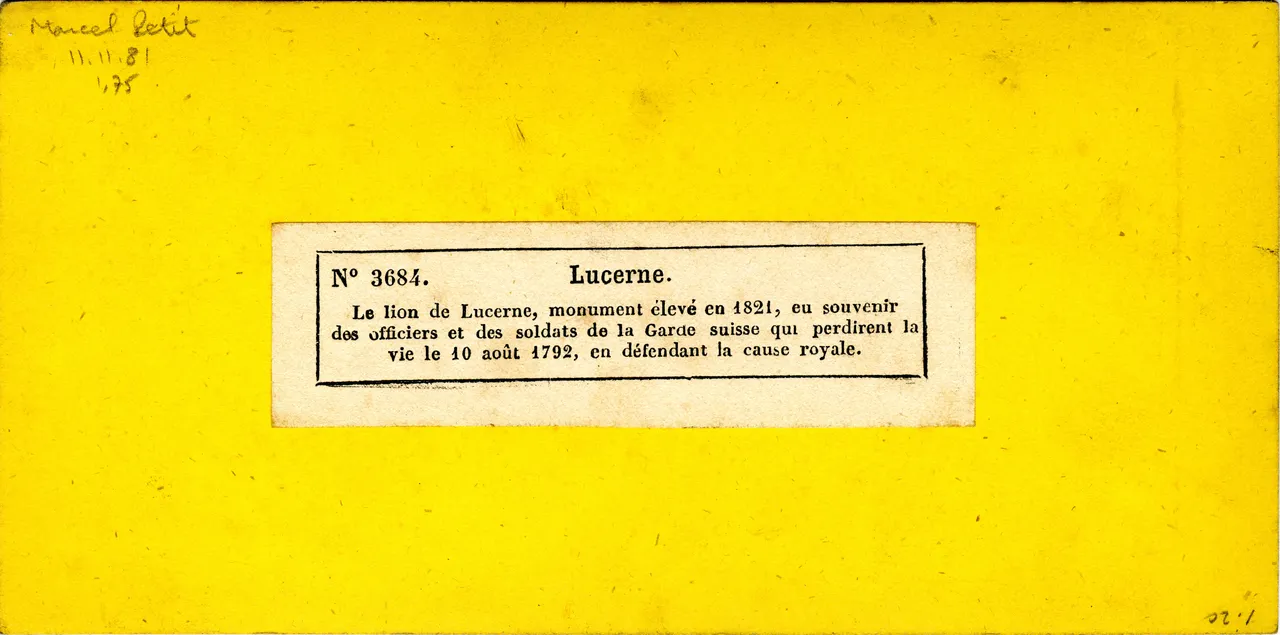 Marcel Petit
11.11.81
1,75
N° 3684. Lucerne.
Le lion de Lucerne, monument élevé en 1821, eu souvenir
des officiers et des soldats de la Garde suisse qui perdirent la
vie le 10 août 1792, en défendant la cause royale.
1.20